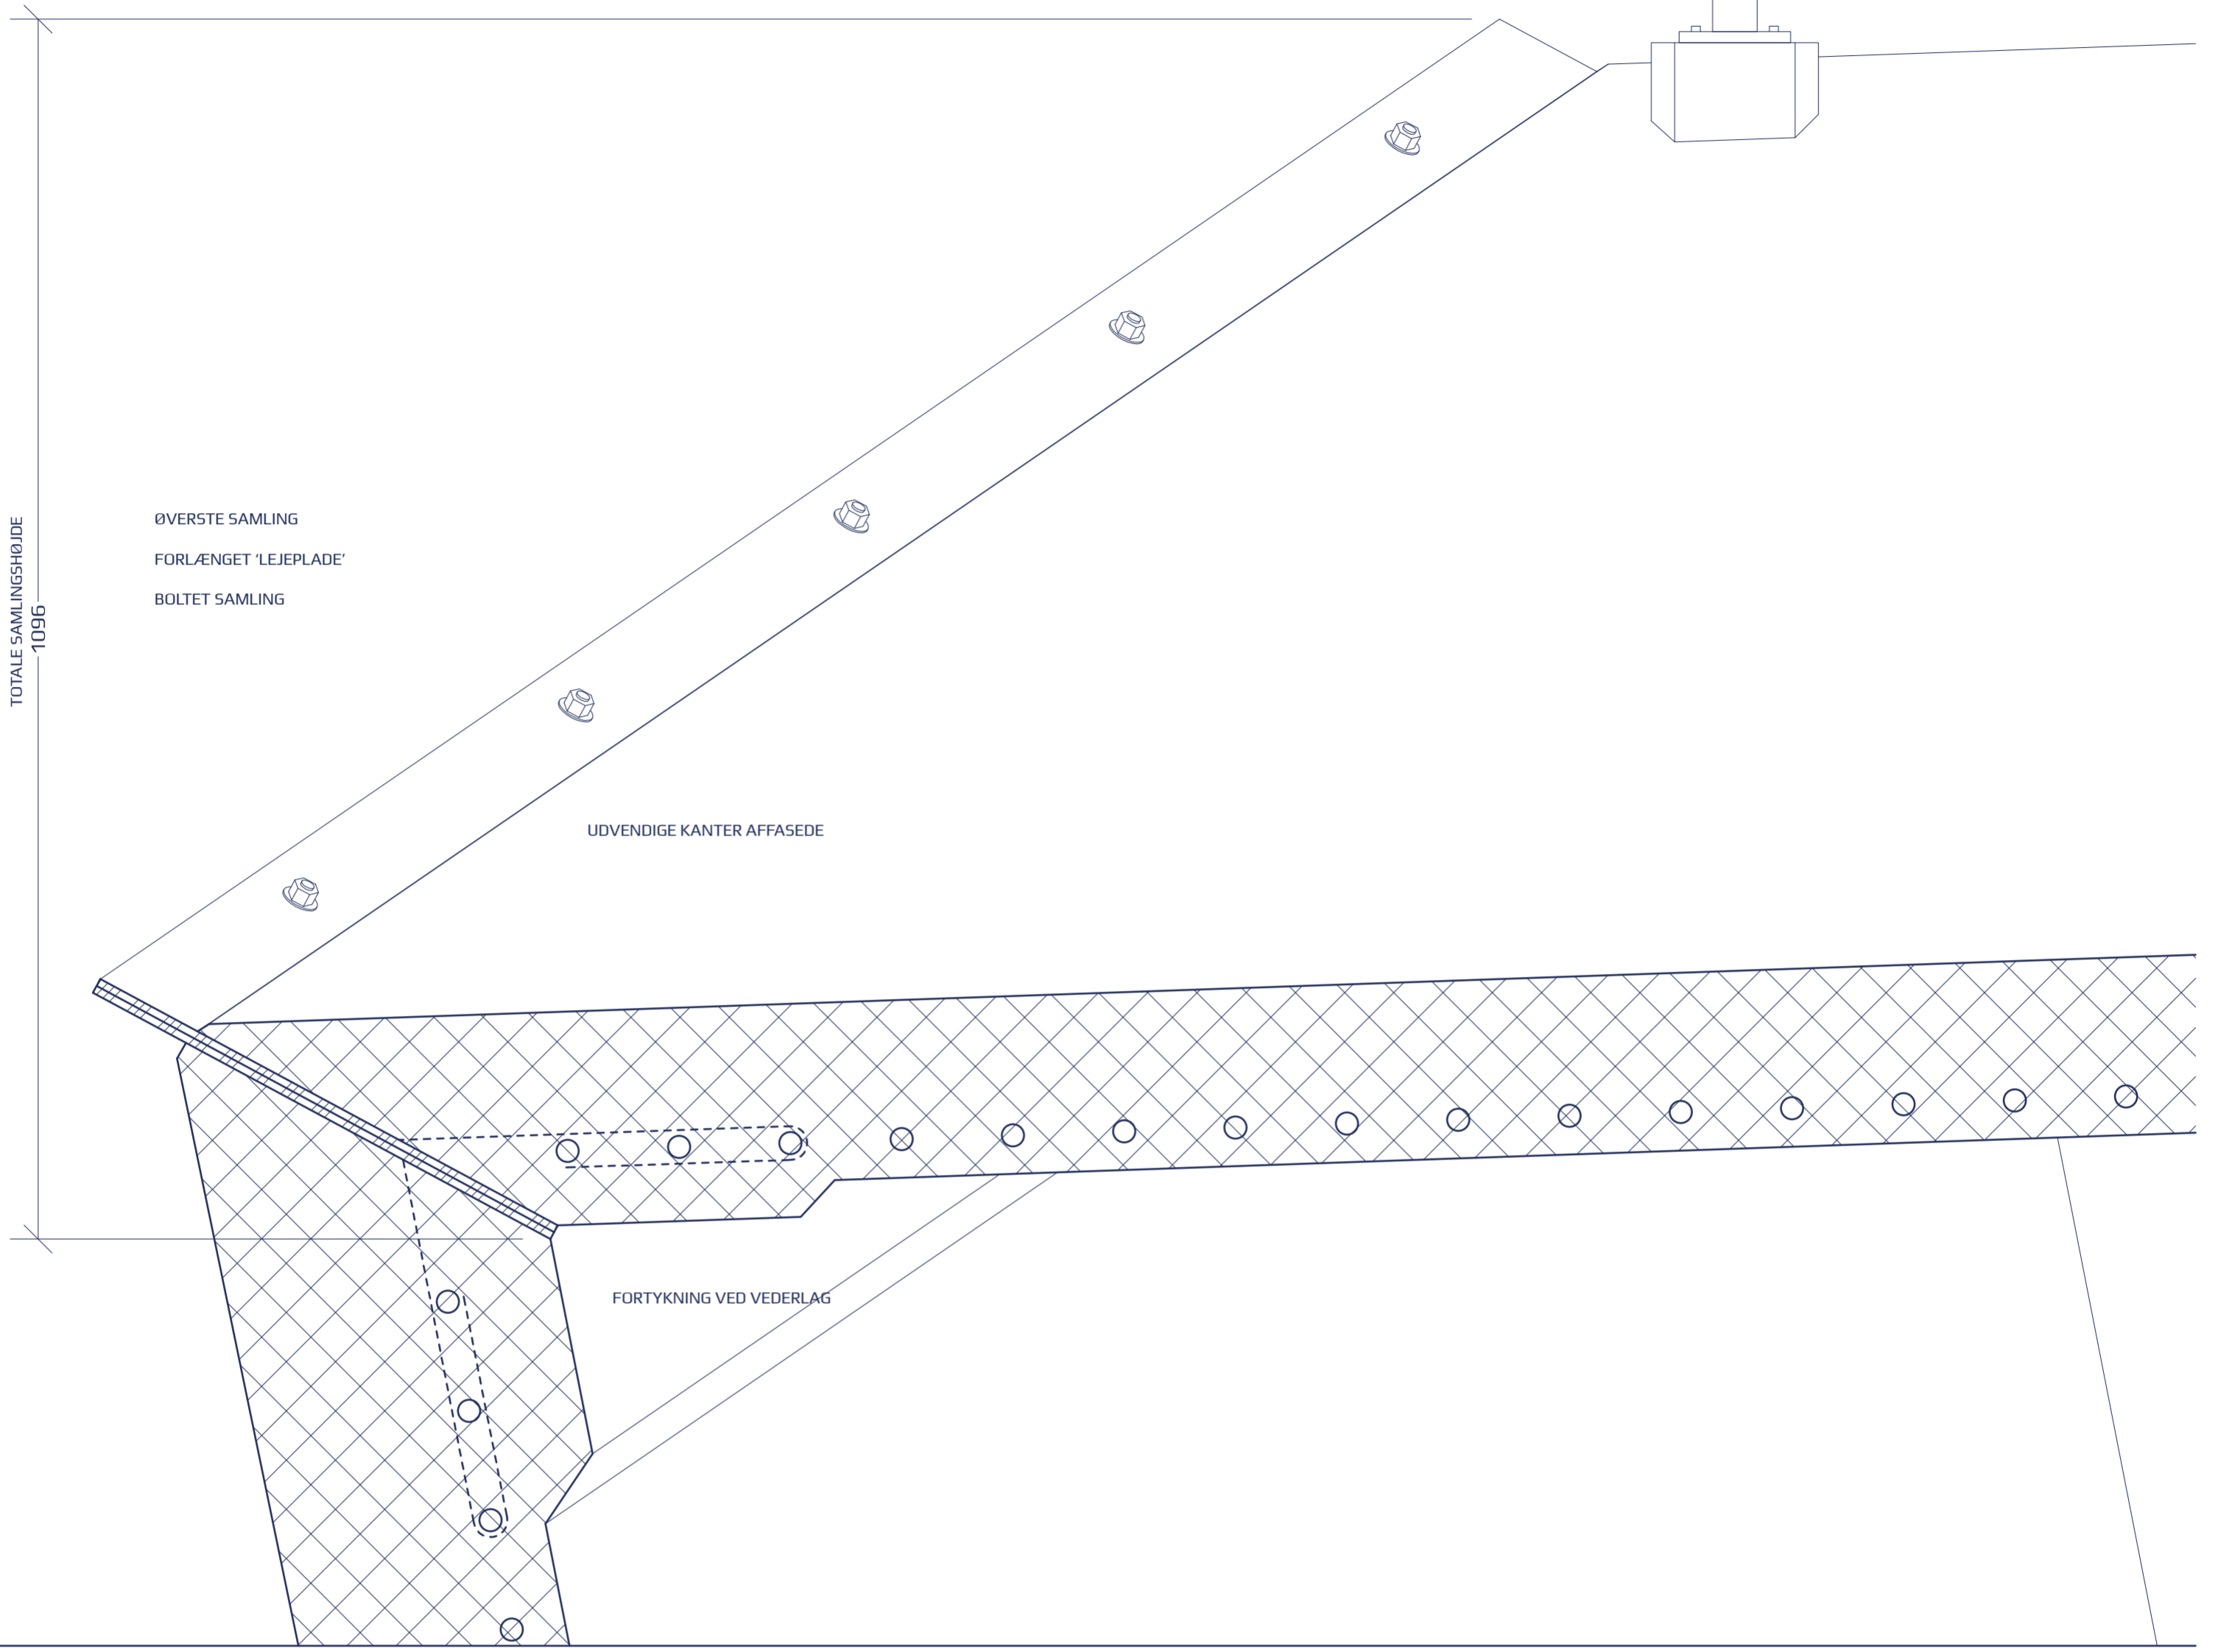 TOTALE SAMLINGSHØJDE
1096
ØVERSTE SAMLING
FORLÆNGET ‘LEJEPLADE’
BOLTET SAMLING
UDVENDIGE KANTER AFFASEDE
FORTYKNING VED VEDERLAG